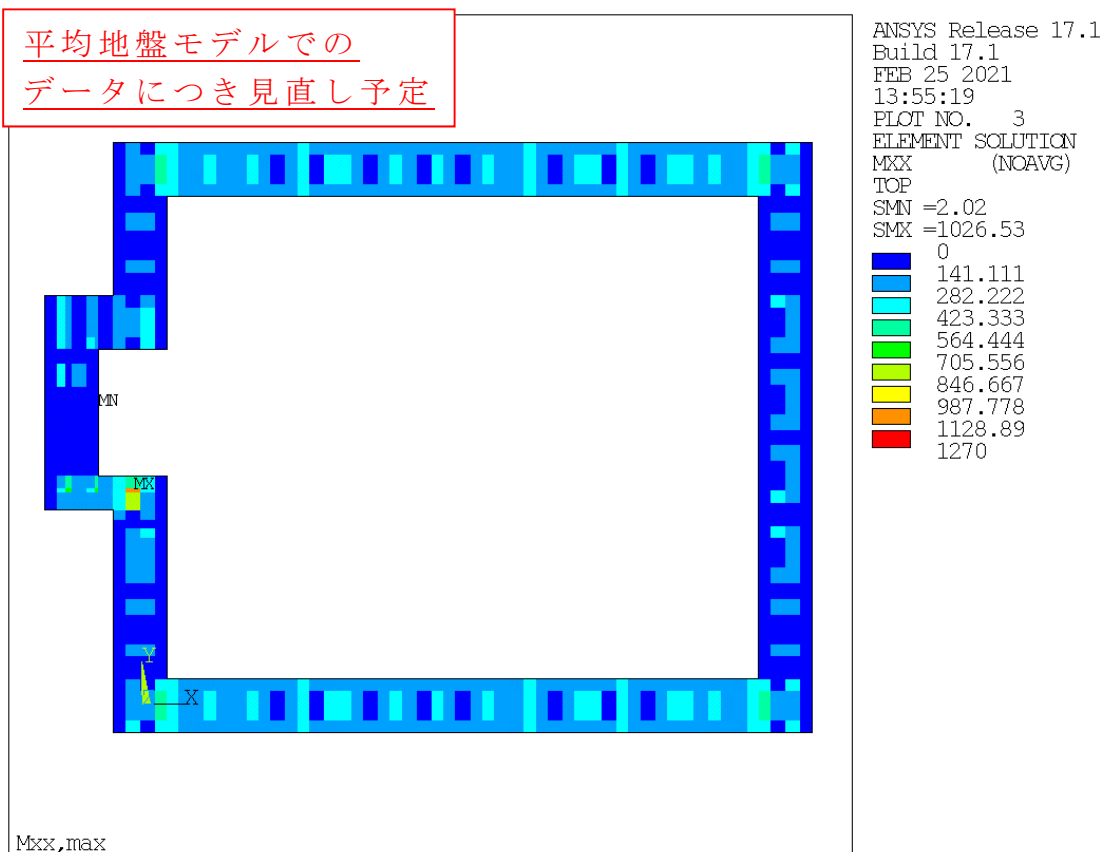 平均地盤モデルでの
データにつき見直し予定
ANSYS Release 17.1
Build 17.1
FEB 25 2021
13:55:19
PLOT NO. 3
ELEMENT SOLUTION
MXX (NOAVG)
TOP
SMN =2.02
SMX =1026.53
0
141.111
282.222
423.333
564.444
705.556
846.667
987.778
1128.89
1270
MN
MX
Y
Z
X
Mxx,max